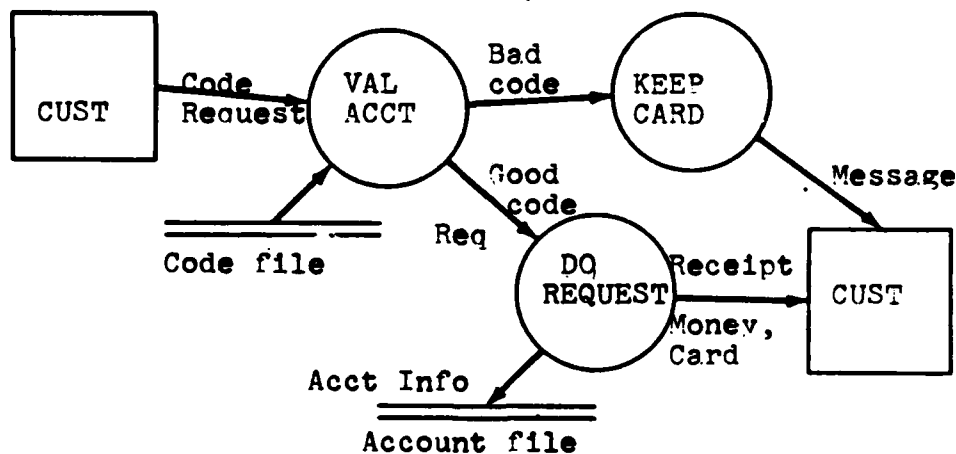 CUST
Code
Request
VAL
ACCT
Bad
code
KEEP
CARD
Message
Code file
Good
code
Req
DO
REQUEST
Receipt
Money,
Card
CUST
Acct Info
Account file